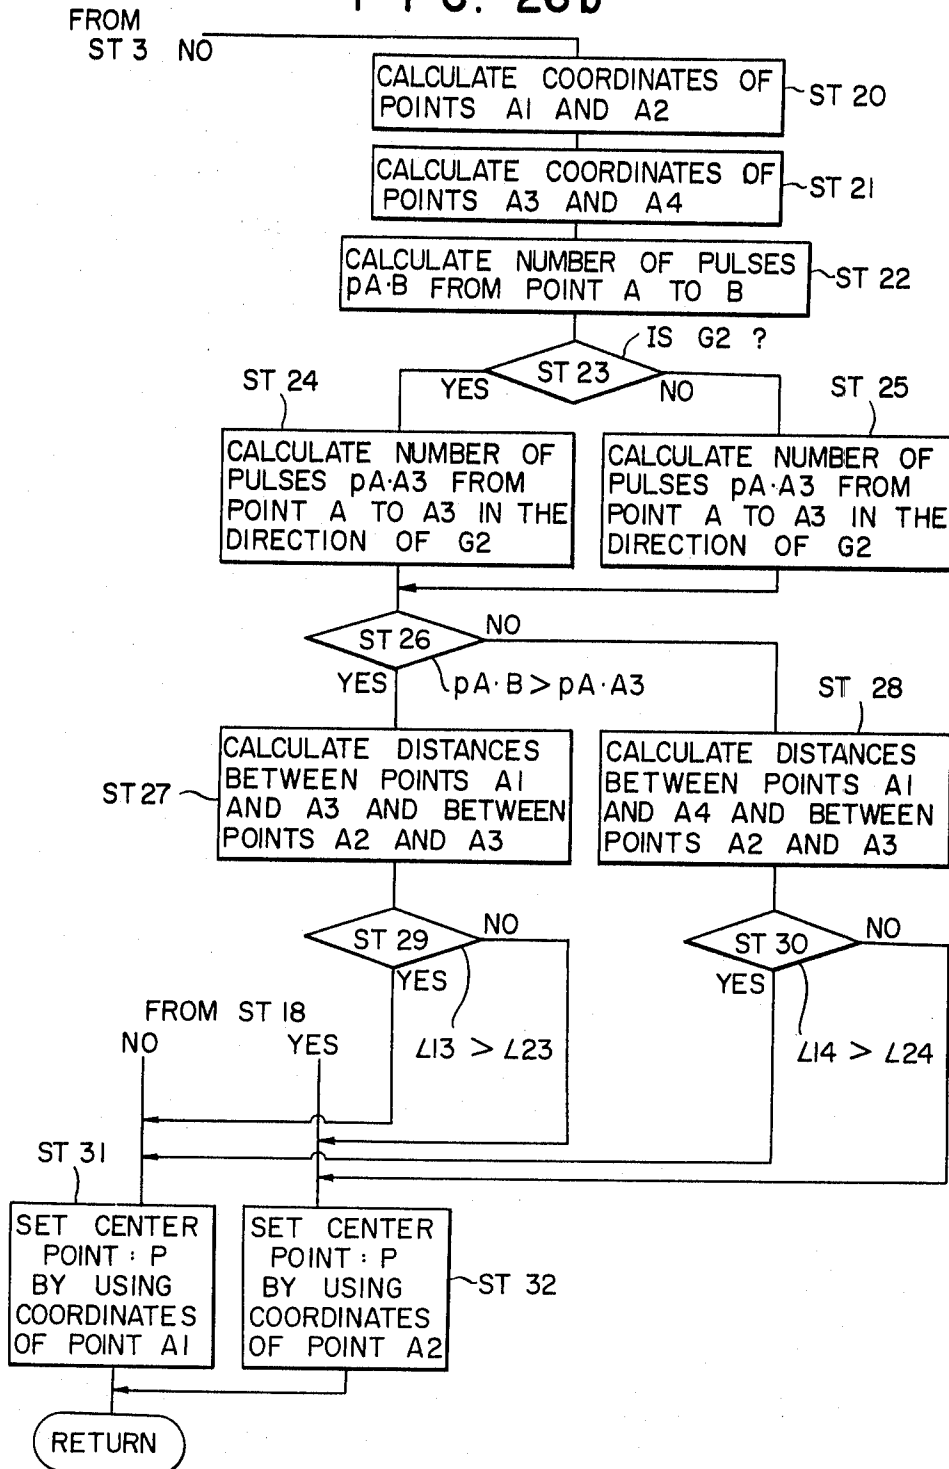 FROM
ST 3 NO
CALCULATE COORDINATES OF
POINTS A1 AND A2
ST 20
CALCULATE COORDINATES OF
POINTS A3 AND A4
ST 21
CALCULATE NUMBER OF PULSES
pA·B FROM POINT A TO B
ST 22
IS G2 ?
ST 23
YES
NO
ST 24
ST 25
CALCULATE NUMBER OF
PULSES pA·A3 FROM
POINT A TO A3 IN THE
DIRECTION OF G2
CALCULATE NUMBER OF
PULSES pA·A3 FROM
POINT A TO A3 IN THE
DIRECTION OF G2
ST 26
NO
YES
pA·B > pA·A3
ST 28
ST 27
CALCULATE DISTANCES
BETWEEN POINTS A1
AND A3 AND BETWEEN
POINTS A2 AND A3
CALCULATE DISTANCES
BETWEEN POINTS A1
AND A4 AND BETWEEN
POINTS A2 AND A3
ST 29
NO
YES
ST 30
NO
YES
FROM ST 18
NO
YES
∠13 > ∠23
∠14 > ∠24
ST 31
SET CENTER
POINT : P
BY USING
COORDINATES
OF POINT A1
SET CENTER
POINT : P
BY USING
COORDINATES
OF POINT A2
ST 32
RETURN